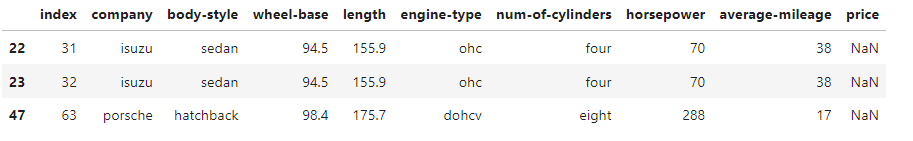 index company body-style wheel-base length engine-type num-of-cylinders horsepower average-mileage price
22 31 isuzu sedan 94.5 155.9 ohc four 70 38 NaN
23 32 isuzu sedan 94.5 155.9 ohc four 70 38 NaN
47 63 porsche hatchback 98.4 175.7 dohcv eight 288 17 NaN